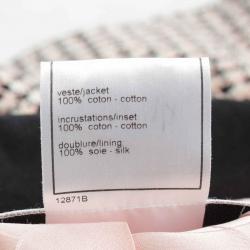 veste/jacket
100% coton - cotton
incrustations/inset
100% coton - cotton
doublure/lining
100% soie - silk
12871B